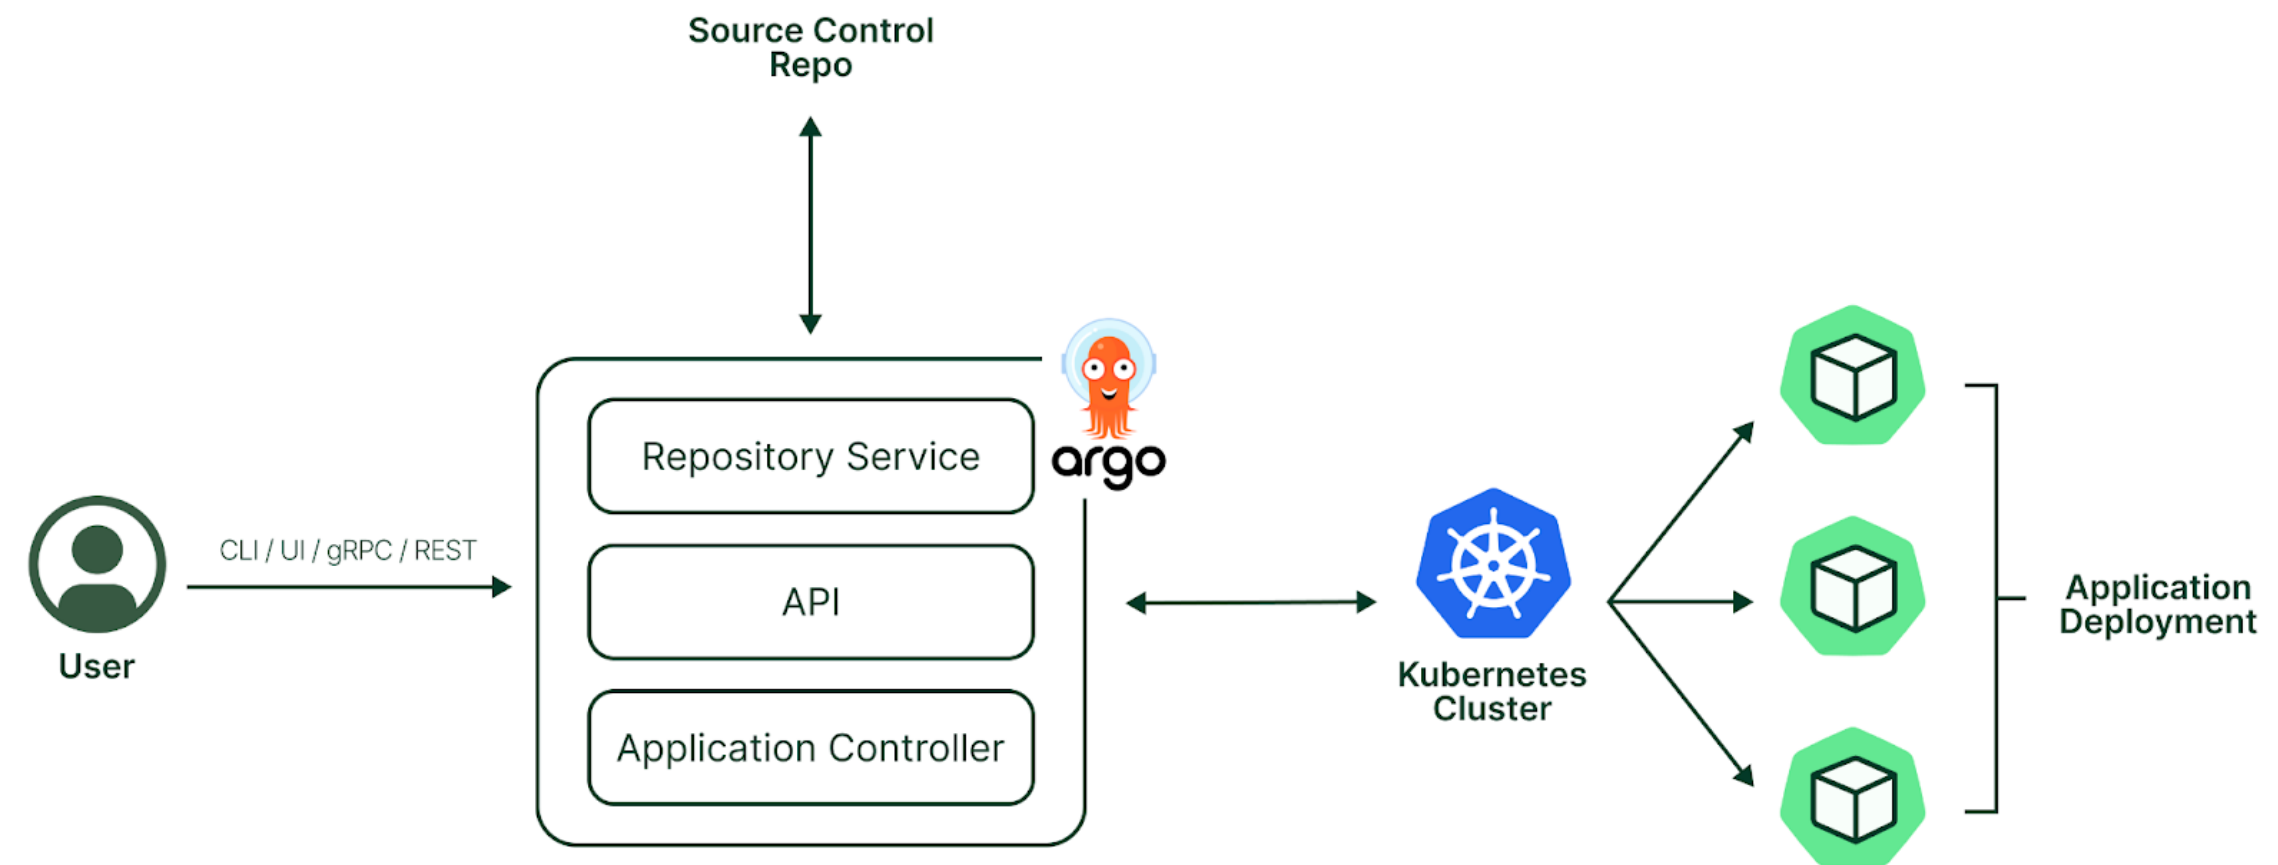 Source Control
Repo
Repository Service
argo
CLI / UI / gRPC / REST
API
Application Controller
User
Kubernetes
Cluster
Application
Deployment